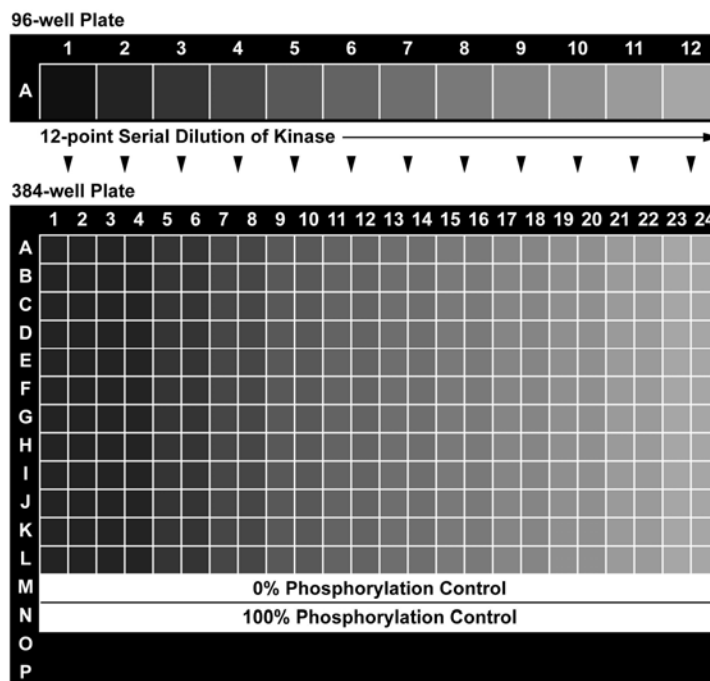 96-well Plate
1 2 3 4 5 6 7 8 9 10 11 12
A
12-point Serial Dilution of Kinase
384-well Plate
1 2 3 4 5 6 7 8 9 10 11 12 13 14 15 16 17 18 19 20 21 22 23 24
A
B
C
D
E
F
G
H
I
J
K
L
M 0% Phosphorylation Control
N 100% Phosphorylation Control
O
P